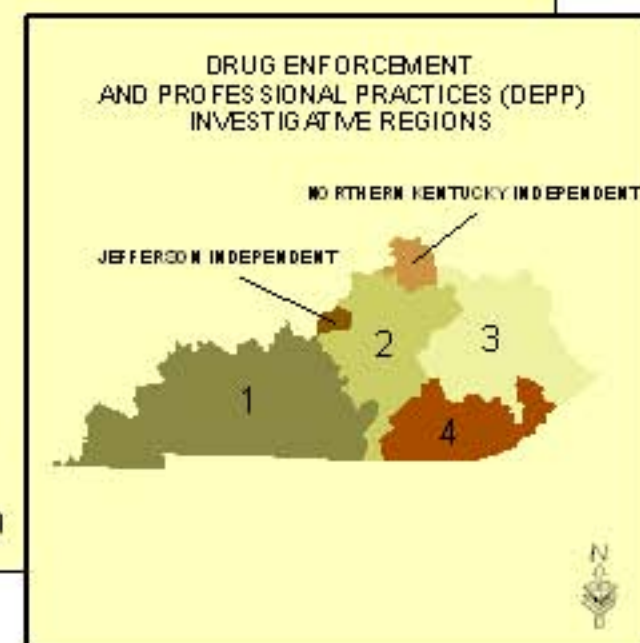 DRUG ENFORCEMENT
AND PROFESSIONAL PRACTICES (DEPP)
INVESTIGATIVE REGIONS
NORTHERN KENTUCKY INDEPENDENT
JEFFERSON INDEPENDENT
2
3
1
4
N